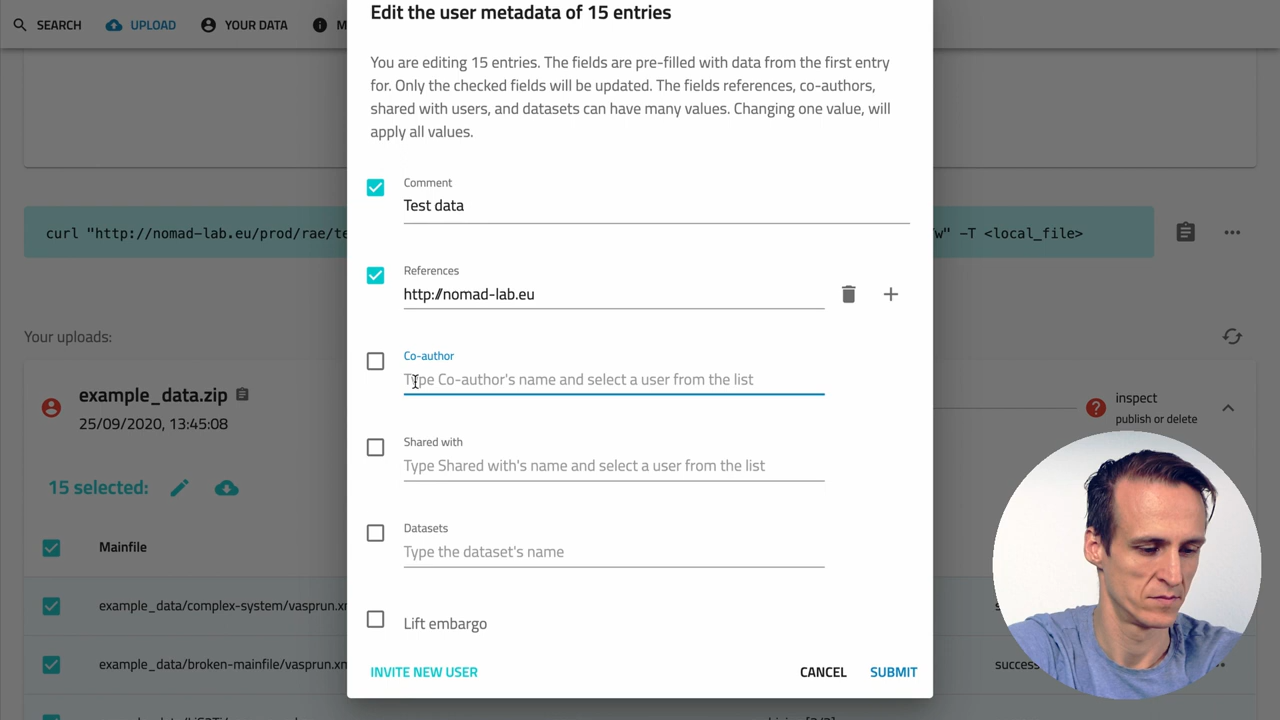 SEARCH UPLOAD YOUR DATA
Edit the user metadata of 15 entries
You are editing 15 entries. The fields are pre-filled with data from the first entry
for. Only the checked fields will be updated. The fields references, co-authors,
shared with users, and datasets can have many values. Changing one value, will
apply all values.
Comment
Test data
curl "http://nomad-lab.eu/prod/rae/te
-T <local_file>
References
http://nomad-lab.eu
Your uploads:
Co-author
Type Co-author's name and select a user from the list
example_data.zip
25/09/2020, 13:45:08
inspect
publish or delete
Shared with
Type Shared with's name and select a user from the list
15 selected:
Datasets
Type the dataset's name
Mainfile
example_data/complex-system/vasprun.xm
Lift embargo
example_data/broken-mainfile/vasprun.xm
success
INVITE NEW USER CANCEL SUBMIT